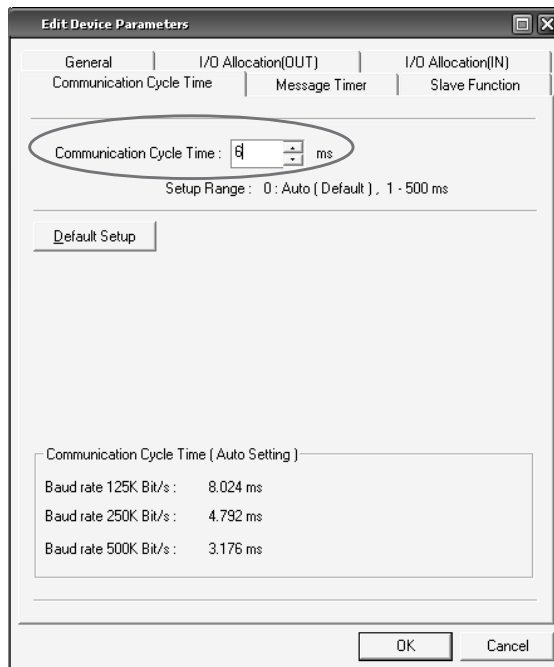 Edit Device Parameters
General I/O Allocation(OUT) I/O Allocation(IN)
Communication Cycle Time Message Timer Slave Function
Communication Cycle Time : 6 ms
Setup Range : 0 : Auto ( Default ) , 1 - 500 ms
Default Setup
Communication Cycle Time ( Auto Setting )
Baud rate 125K Bit/s : 8.024 ms
Baud rate 250K Bit/s : 4.792 ms
Baud rate 500K Bit/s : 3.176 ms
OK Cancel